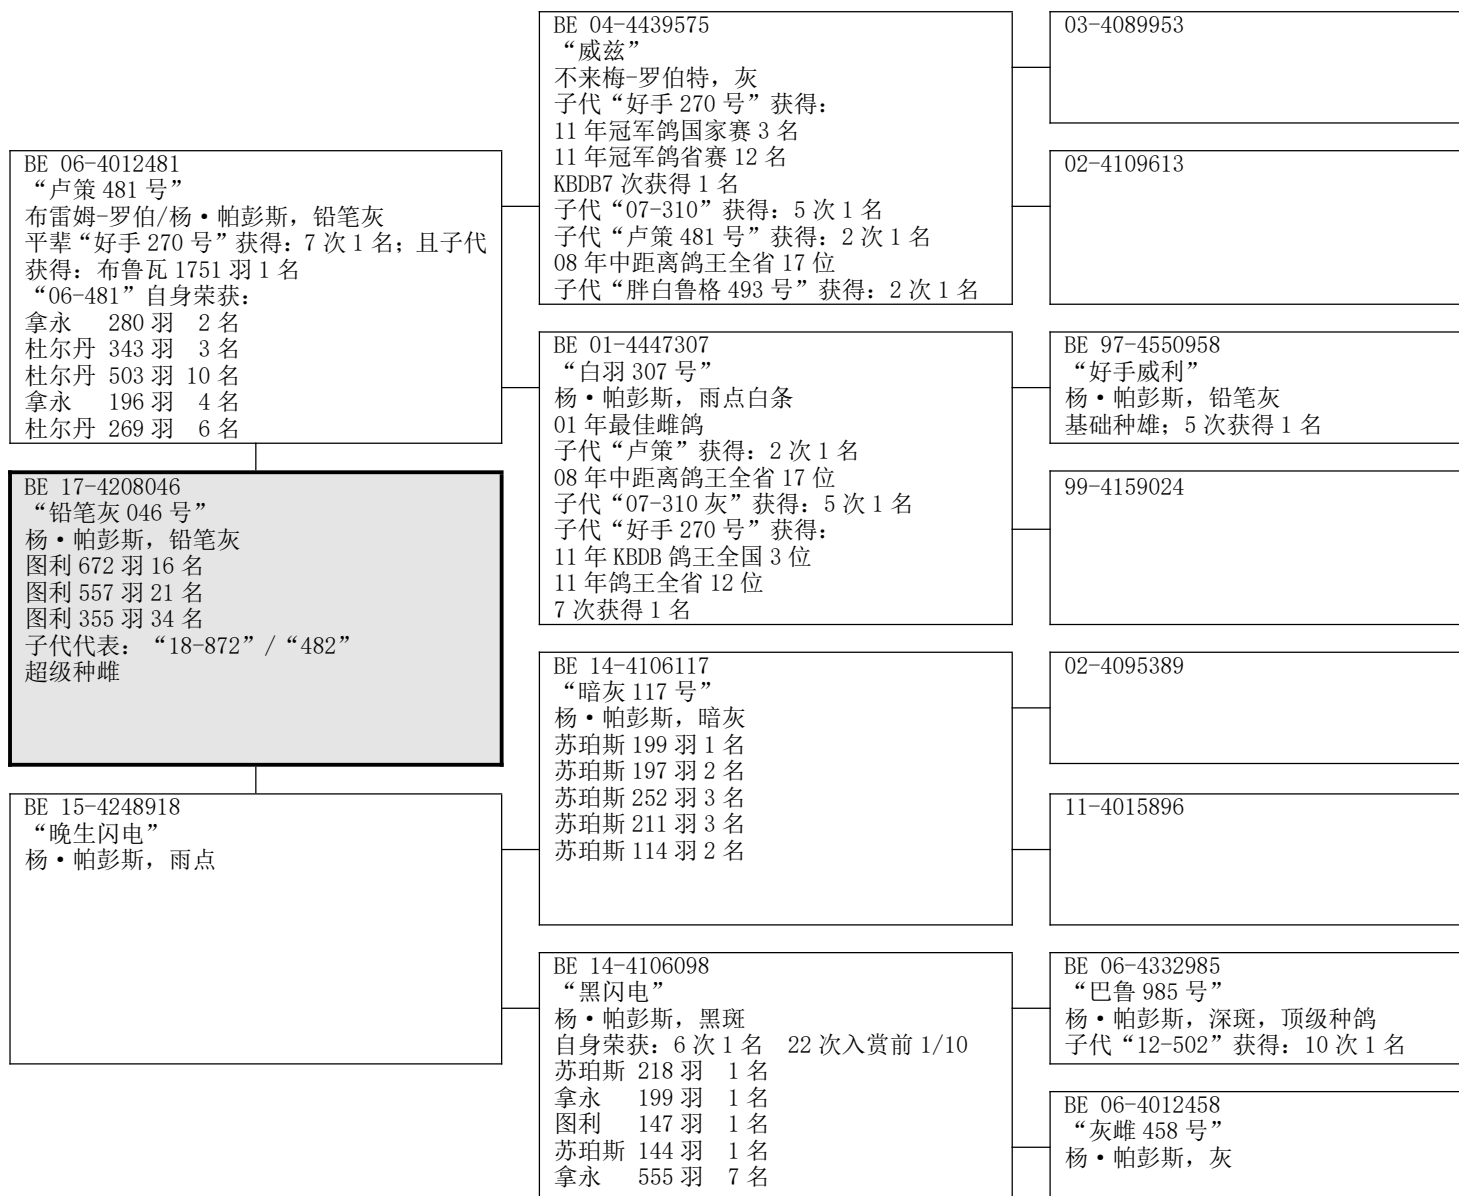 BE 06-4012481
“卢策 481 号”
布雷姆-罗伯/杨·帕彭斯，铅笔灰
平辈“好手 270 号”获得：7 次 1 名；且子代
获得：布鲁瓦 1751 羽 1 名
“06-481”自身荣获：
拿永 280 羽 2 名
杜尔丹 343 羽 3 名
杜尔丹 503 羽 10 名
拿永 196 羽 4 名
杜尔丹 269 羽 6 名
BE 17-4208046
“铅笔灰 046 号”
杨·帕彭斯，铅笔灰
图利 672 羽 16 名
图利 557 羽 21 名
图利 355 羽 34 名
子代代表：“18-872”/“482”
超级种雌
BE 15-4248918
“晚生闪电”
杨·帕彭斯，雨点
BE 04-4439575
“威兹”
不来梅-罗伯特，灰
子代“好手 270 号”获得：
11 年冠军鸽国家赛 3 名
11 年冠军鸽省赛 12 名
KBDB7 次获得 1 名
子代“07-310”获得：5 次 1 名
子代“卢策 481 号”获得：2 次 1 名
08 年中距离鸽王全省 17 位
子代“胖白鲁格 493 号”获得：2 次 1 名
BE 01-4447307
“白羽 307 号”
杨·帕彭斯，雨点白条
01 年最佳雌鸽
子代“卢策”获得：2 次 1 名
08 年中距离鸽王全省 17 位
子代“07-310 灰”获得：5 次 1 名
子代“好手 270 号”获得：
11 年 KBDB 鸽王全国 3 位
11 年鸽王全省 12 位
7 次获得 1 名
BE 14-4106117
“暗灰 117 号”
杨·帕彭斯，暗灰
苏珀斯 199 羽 1 名
苏珀斯 197 羽 2 名
苏珀斯 252 羽 3 名
苏珀斯 211 羽 3 名
苏珀斯 114 羽 2 名
BE 14-4106098
“黑闪电”
杨·帕彭斯，黑斑
自身荣获：6 次 1 名 22 次入赏前 1/10
苏珀斯 218 羽 1 名
拿永 199 羽 1 名
图利 147 羽 1 名
苏珀斯 144 羽 1 名
拿永 555 羽 7 名
03-4089953
02-4109613
BE 97-4550958
“好手威利”
杨·帕彭斯，铅笔灰
基础种雄；5 次获得 1 名
99-4159024
02-4095389
11-4015896
BE 06-4332985
“巴鲁 985 号”
杨·帕彭斯，深斑，顶级种鸽
子代“12-502”获得：10 次 1 名
BE 06-4012458
“灰雌 458 号”
杨·帕彭斯，灰